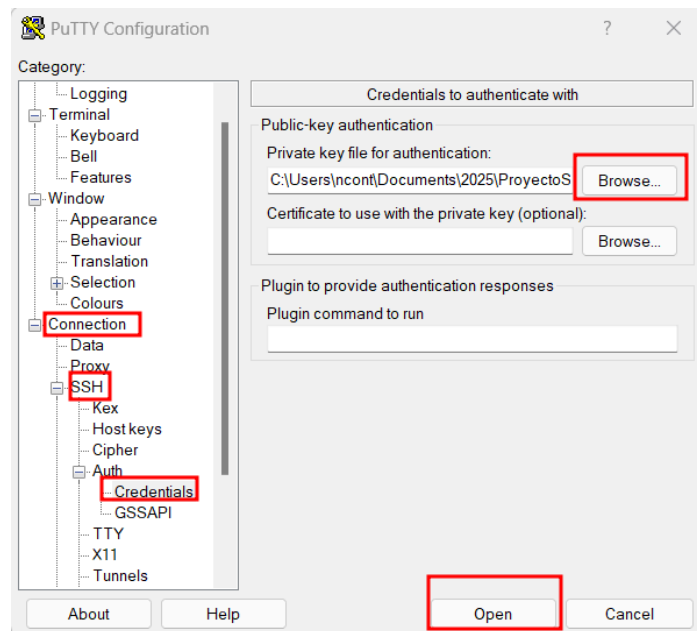 PuTTY Configuration
?
Category:
Logging
Terminal
Keyboard
Bell
Features
Window
Appearance
Behaviour
Translation
Selection
Colours
Connection
Data
Proxy
SSH
Kex
Host keys
Cipher
Auth
Credentials
GSSAPI
TTY
X11
Tunnels
Credentials to authenticate with
Public-key authentication
Private key file for authentication:
C:\Users\ncont\Documents\2025\ProyectoS
Browse...
Certificate to use with the private key (optional):
Browse...
Plugin to provide authentication responses
Plugin command to run
About
Help
Open
Cancel